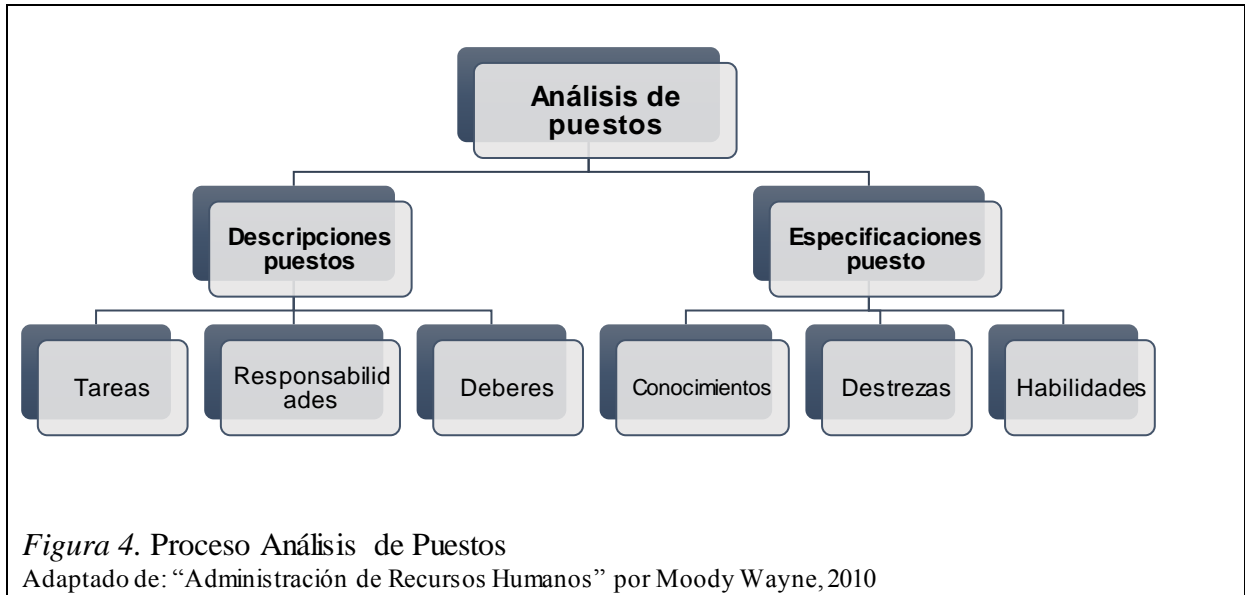 Análisis de
puestos
Descripciones
puestos
Especificaciones
puesto
Tareas
Responsabilid
ades
Deberes
Conocimientos
Destrezas
Habilidades
Figura 4. Proceso Análisis de Puestos
Adaptado de: “Administración de Recursos Humanos” por Moody Wayne, 2010